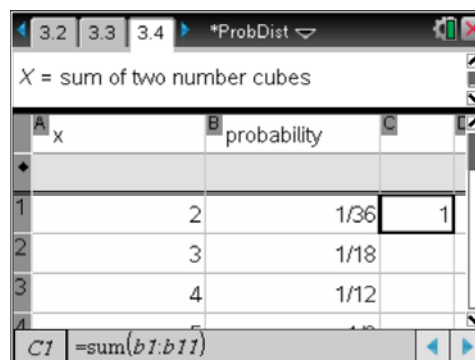 3.2 3.3 3.4 *ProbDist
X = sum of two number cubes
A x B probability C D
1 2 1/36 1
2 3 1/18
3 4 1/12
C1 =sum(b1:b11)